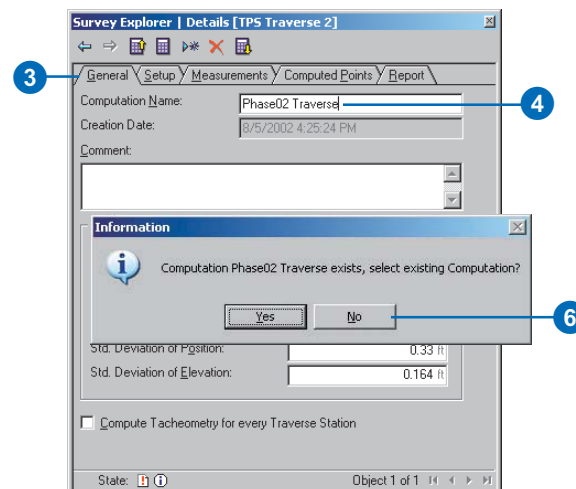 Survey Explorer | Details [TPS Traverse 2]
3
General Setup Measurements Computed Points Report
Computation Name: Phase02 Traverse
4
Creation Date: 8/5/2002 4:25:24 PM
Comment:
Information
Computation Phase02 Traverse exists, select existing Computation?
Yes No
6
Std. Deviation of Position: 0.33 ft
Std. Deviation of Elevation: 0.164 ft
Compute Tacheometry for every Traverse Station
State: Object 1 of 1